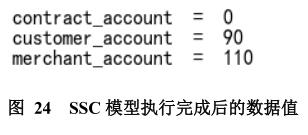 contract_account = 0
customer_account = 90
merchant_account = 110
图 24 SSC 模型执行完成后的数据值